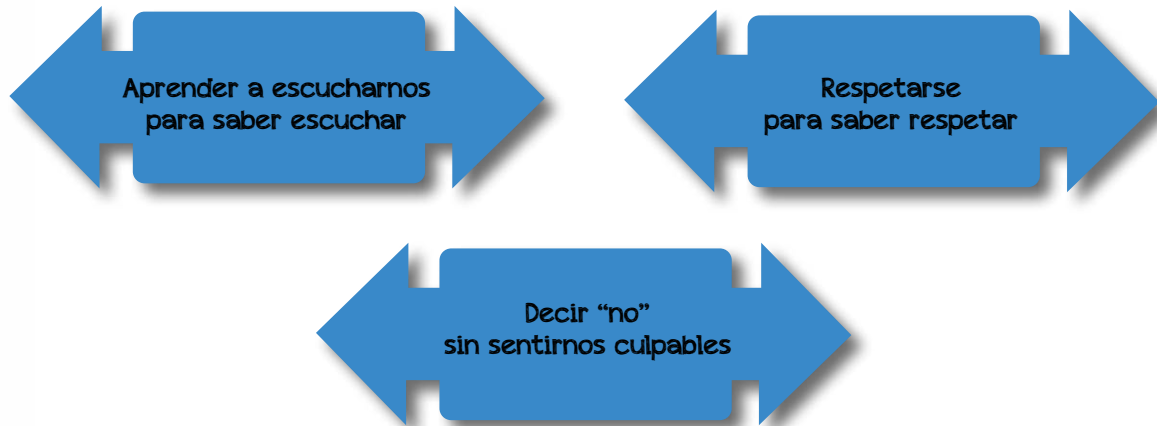 Aprender a escucharnos
para saber escuchar
Respetarse
para saber respetar
Decir “no”
sin sentirnos culpables